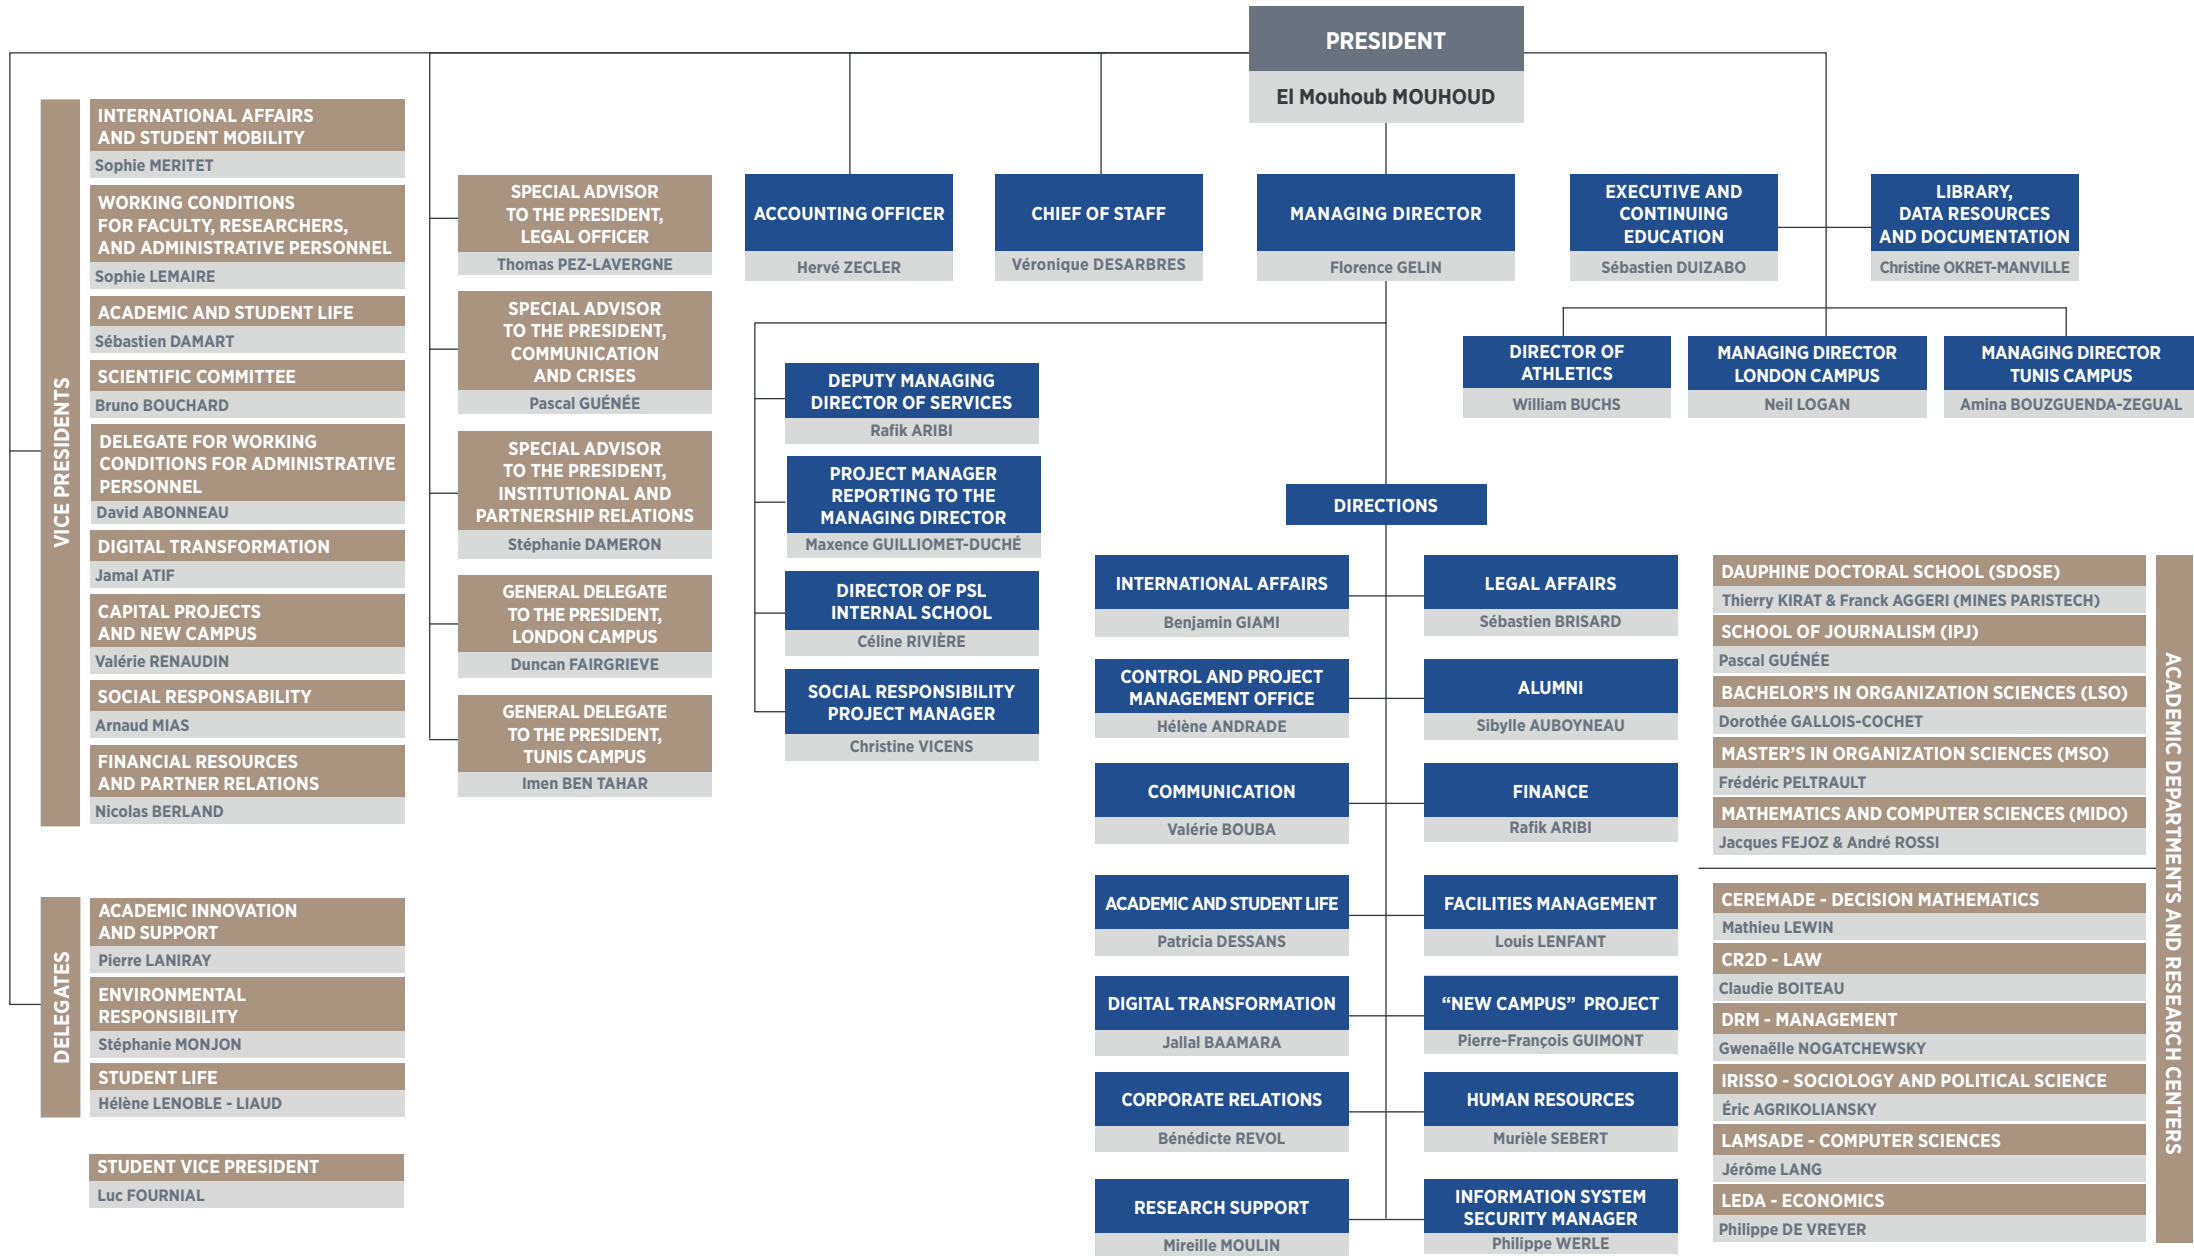 PRESIDENT
El Mouhoub MOUHOUD
VICE PRESIDENTS
INTERNATIONAL AFFAIRS
AND STUDENT MOBILITY
Sophie MERITET
WORKING CONDITIONS
FOR FACULTY, RESEARCHERS,
AND ADMINISTRATIVE PERSONNEL
Sophie LEMAIRE
ACADEMIC AND STUDENT LIFE
Sébastien DAMART
SCIENTIFIC COMMITTEE
Bruno BOUCHARD
DELEGATE FOR WORKING
CONDITIONS FOR ADMINISTRATIVE
PERSONNEL
David ABONNEAU
DIGITAL TRANSFORMATION
Jamal ATIF
CAPITAL PROJECTS
AND NEW CAMPUS
Valérie RENAUDIN
SOCIAL RESPONSABILITY
Arnaud MIAS
FINANCIAL RESOURCES
AND PARTNER RELATIONS
Nicolas BERLAND
DELEGATES
ACADEMIC INNOVATION
AND SUPPORT
Pierre LANIRAY
ENVIRONMENTAL
RESPONSIBILITY
Stéphanie MONJON
STUDENT LIFE
Hélène LENOBLE - LIAUD
STUDENT VICE PRESIDENT
Luc FOURNIAL
SPECIAL ADVISOR
TO THE PRESIDENT,
LEGAL OFFICER
Thomas PEZ-LAVERGNE
SPECIAL ADVISOR
TO THE PRESIDENT,
COMMUNICATION
AND CRISES
Pascal GUÉNÉE
SPECIAL ADVISOR
TO THE PRESIDENT,
INSTITUTIONAL AND
PARTNERSHIP RELATIONS
Stéphanie DAMERON
GENERAL DELEGATE
TO THE PRESIDENT,
LONDON CAMPUS
Duncan FAIRGRIEVE
GENERAL DELEGATE
TO THE PRESIDENT,
TUNIS CAMPUS
Imen BEN TAHAR
ACCOUNTING OFFICER
Hervé ZECLER
CHIEF OF STAFF
Véronique DESARBRES
MANAGING DIRECTOR
Florence GELIN
EXECUTIVE AND
CONTINUING
EDUCATION
Sébastien DUIZABO
LIBRARY,
DATA RESOURCES
AND DOCUMENTATION
Christine OKRET-MANVILLE
DIRECTOR OF
ATHLETICS
William BUCHS
MANAGING DIRECTOR
LONDON CAMPUS
Neil LOGAN
MANAGING DIRECTOR
TUNIS CAMPUS
Amina BOUZGUENDA-ZEGUAL
DEPUTY MANAGING
DIRECTOR OF SERVICES
Rafik ARIBI
PROJECT MANAGER
REPORTING TO THE
MANAGING DIRECTOR
Maxence GUILLIOMET-DUCHÉ
DIRECTOR OF PSL
INTERNAL SCHOOL
Céline RIVIÈRE
SOCIAL RESPONSIBILITY
PROJECT MANAGER
Christine VICENS
DIRECTIONS
INTERNATIONAL AFFAIRS
Benjamin GIAMI
LEGAL AFFAIRS
Sébastien BRISARD
CONTROL AND PROJECT
MANAGEMENT OFFICE
Hélène ANDRADE
ALUMNI
Sibylle AUBOYNEAU
COMMUNICATION
Valérie BOUBA
FINANCE
Rafik ARIBI
ACADEMIC AND STUDENT LIFE
Patricia DESSANS
FACILITIES MANAGEMENT
Louis LENFANT
DIGITAL TRANSFORMATION
Jallal BAAMARA
“NEW CAMPUS” PROJECT
Pierre-François GUIMONT
CORPORATE RELATIONS
Bénédicte REVOL
HUMAN RESOURCES
Murièle SEBERT
RESEARCH SUPPORT
Mireille MOULIN
INFORMATION SYSTEM
SECURITY MANAGER
Philippe WERLE
ACADEMIC DEPARTMENTS AND RESEARCH CENTERS
DAUPHINE DOCTORAL SCHOOL (SDOSE)
Thierry KIRAT & Franck AGGERI (MINES PARISTECH)
SCHOOL OF JOURNALISM (IPJ)
Pascal GUÉNÉE
BACHELOR'S IN ORGANIZATION SCIENCES (LSO)
Dorothée GALLOIS-COCHET
MASTER'S IN ORGANIZATION SCIENCES (MSO)
Frédéric PELTRAULT
MATHEMATICS AND COMPUTER SCIENCES (MIDO)
Jacques FEJOZ & André ROSSI
CEREMADE - DECISION MATHEMATICS
Mathieu LEWIN
CR2D - LAW
Claudie BOITEAU
DRM - MANAGEMENT
Gwenaëlle NOGATCHEWSKY
IRISSO - SOCIOLOGY AND POLITICAL SCIENCE
Éric AGRIKOLIANSKY
LAMSADE - COMPUTER SCIENCES
Jérôme LANG
LEDA - ECONOMICS
Philippe DE VREYER